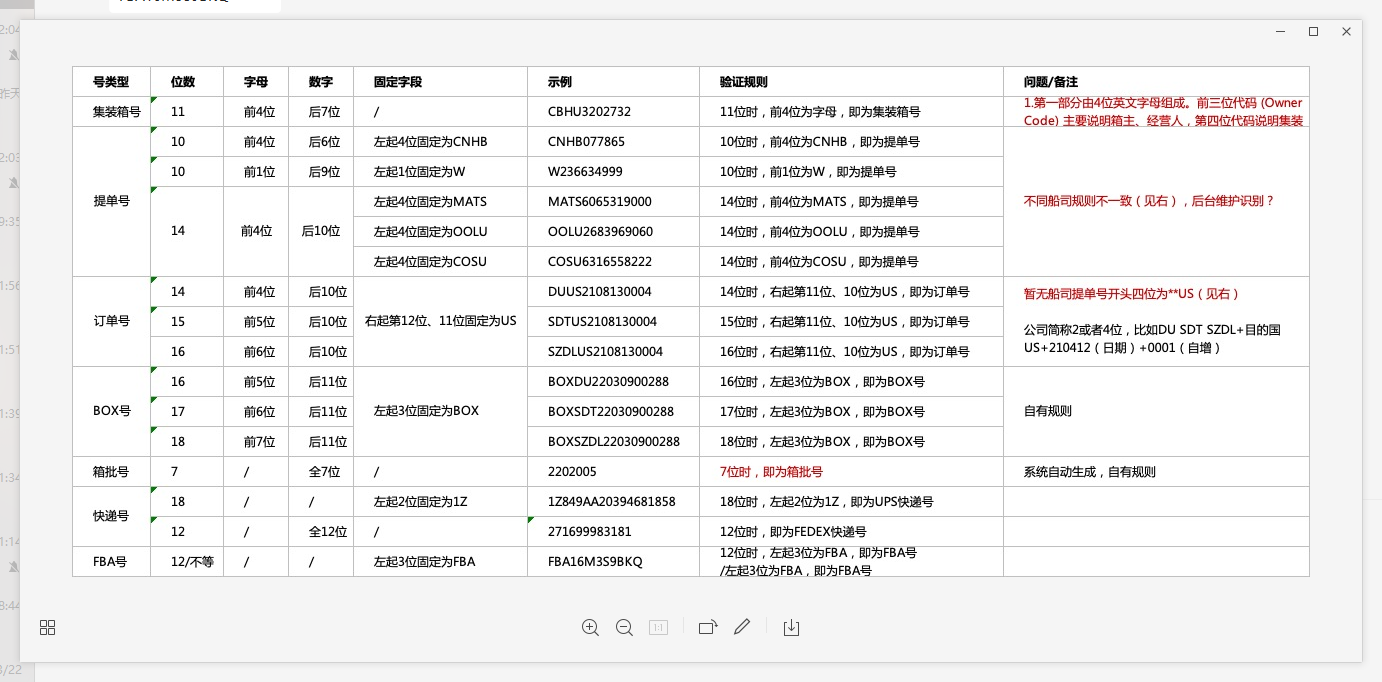 号类型 位数 字母 数字 固定字段 示例 验证规则 问题/备注
集装箱号 11 前4位 后7位 / CBHU3202732 11位时，前4位为字母，即为集装箱号
1.第一部分由4位英文字母组成。前三位代码 (Owner
Code) 主要说明箱主、经营人，第四位代码说明集装
提单号
10 前4位 后6位 左起4位固定为CNHB CNHB077865 10位时，前4位为CNHB，即为提单号
10 前1位 后9位 左起1位固定为W W236634999 10位时，前1位为W，即为提单号
14 前4位 后10位
左起4位固定为MATS MATS6065319000 14位时，前4位为MATS，即为提单号
左起4位固定为OOLU OOLU2683969060 14位时，前4位为OOLU，即为提单号
左起4位固定为COSU COSU6316558222 14位时，前4位为COSU，即为提单号
不同船司规则不一致（见右），后台维护识别？
订单号
14 前4位 后10位 DUUS2108130004 14位时，右起第11位、10位为US，即为订单号
15 前5位 后10位 右起第12位、11位固定为US SDTUS2108130004 15位时，右起第11位、10位为US，即为订单号
16 前6位 后10位 SZDLUS2108130004 16位时，右起第11位、10位为US，即为订单号
暂无船司提单号开头四位为**US（见右）
公司简称2或者4位，比如DU SDT SZDL+目的国
US+210412（日期）+0001（自增）
BOX号
16 前5位 后11位 BOXDU22030900288 16位时，左起3位为BOX，即为BOX号
17 前6位 后11位 左起3位固定为BOX BOXSDT22030900288 17位时，左起3位为BOX，即为BOX号
18 前7位 后11位 BOXSZDL22030900288 18位时，左起3位为BOX，即为BOX号
自有规则
箱批号 7 / 全7位 / 2202005 7位时，即为箱批号 系统自动生成，自有规则
快递号
18 / / 左起2位固定为1Z 1Z849AA20394681858 18位时，左起2位为1Z，即为UPS快递号
12 / 全12位 / 271699983181 12位时，即为FEDEX快递号
FBA号 12/不等 / / 左起3位固定为FBA FBA16M3S9BKQ 12位时，左起3位为FBA，即为FBA号
/左起3位为FBA，即为FBA号
1:1